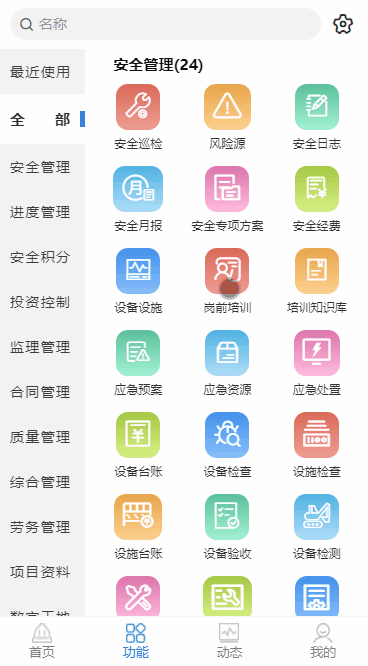 名称
最近使用
全 部
安全管理
进度管理
安全积分
投资控制
监理管理
合同管理
质量管理
综合管理
劳务管理
项目资料
安全管理(24)
安全巡检 风险源 安全日志
月
安全月报 安全专项方案 安全经费
设备设施 岗前培训 培训知识库
应急预案 应急资源 应急处置
设备台账 设备检查 设施检查
设施台账 设备验收 设备检测
首页 功能 动态 我的